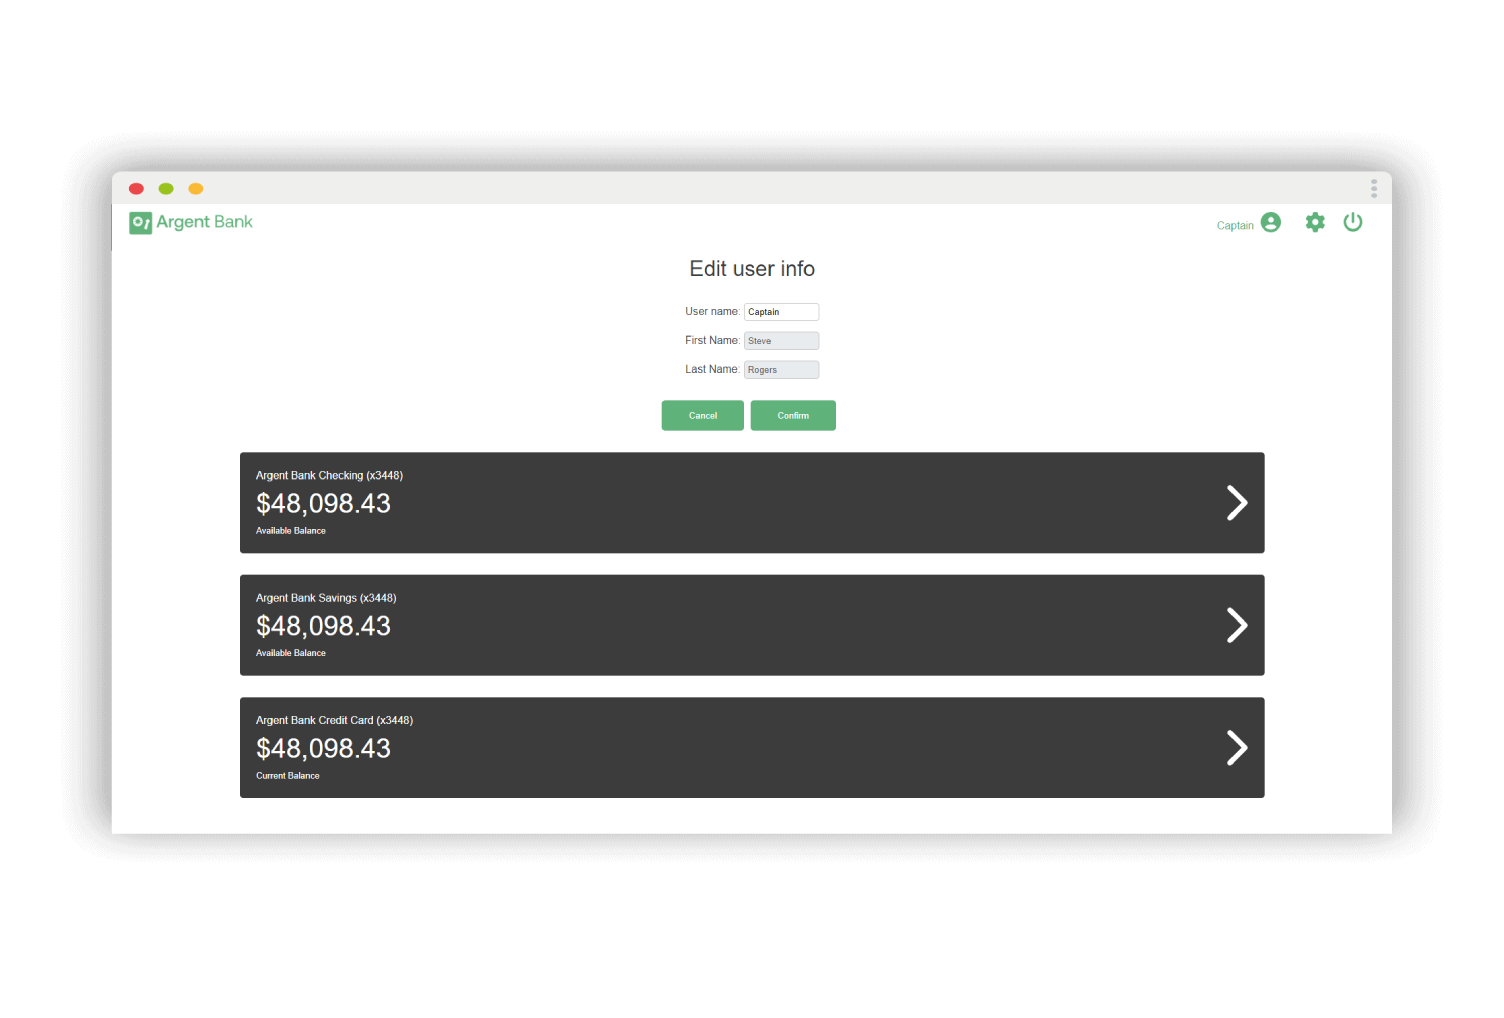 Argent Bank
Captain
Edit user info
User name: Captain
First Name: Steve
Last Name: Rogers
Cancel Confirm
Argent Bank Checking (x3448)
$48,098.43
Available Balance
Argent Bank Savings (x3448)
$48,098.43
Available Balance
Argent Bank Credit Card (x3448)
$48,098.43
Current Balance